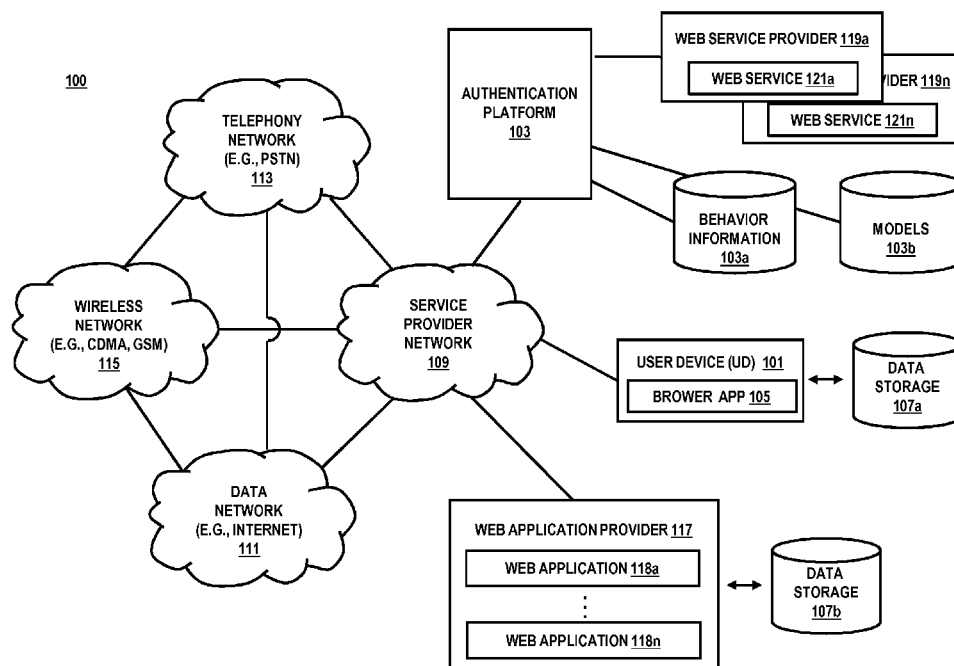 100
TELEPHONY
NETWORK
(E.G., PSTN)
113
AUTHENTICATION
PLATFORM
103
WEB SERVICE PROVIDER 119a
WEB SERVICE 121a
VIDER 119n
WEB SERVICE 121n
BEHAVIOR
INFORMATION
103a
MODELS
103b
WIRELESS
NETWORK
(E.G., CDMA, GSM)
115
SERVICE
PROVIDER
NETWORK
109
USER DEVICE (UD) 101
BROWER APP 105
DATA
STORAGE
107a
DATA
NETWORK
(E.G., INTERNET)
111
WEB APPLICATION PROVIDER 117
WEB APPLICATION 118a
WEB APPLICATION 118n
DATA
STORAGE
107b